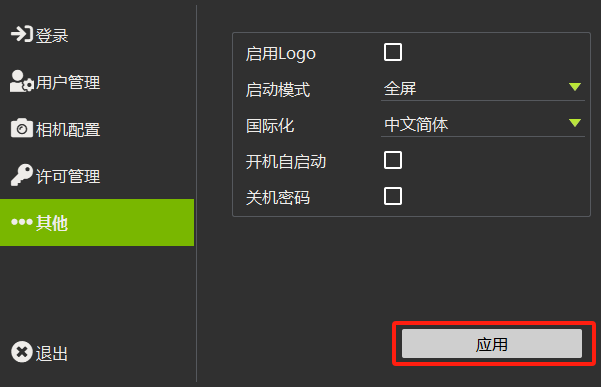 登录
用户管理
相机配置
许可管理
其他
退出
启用Logo
启动模式 全屏
国际化 中文简体
开机自启动
关机密码
应用